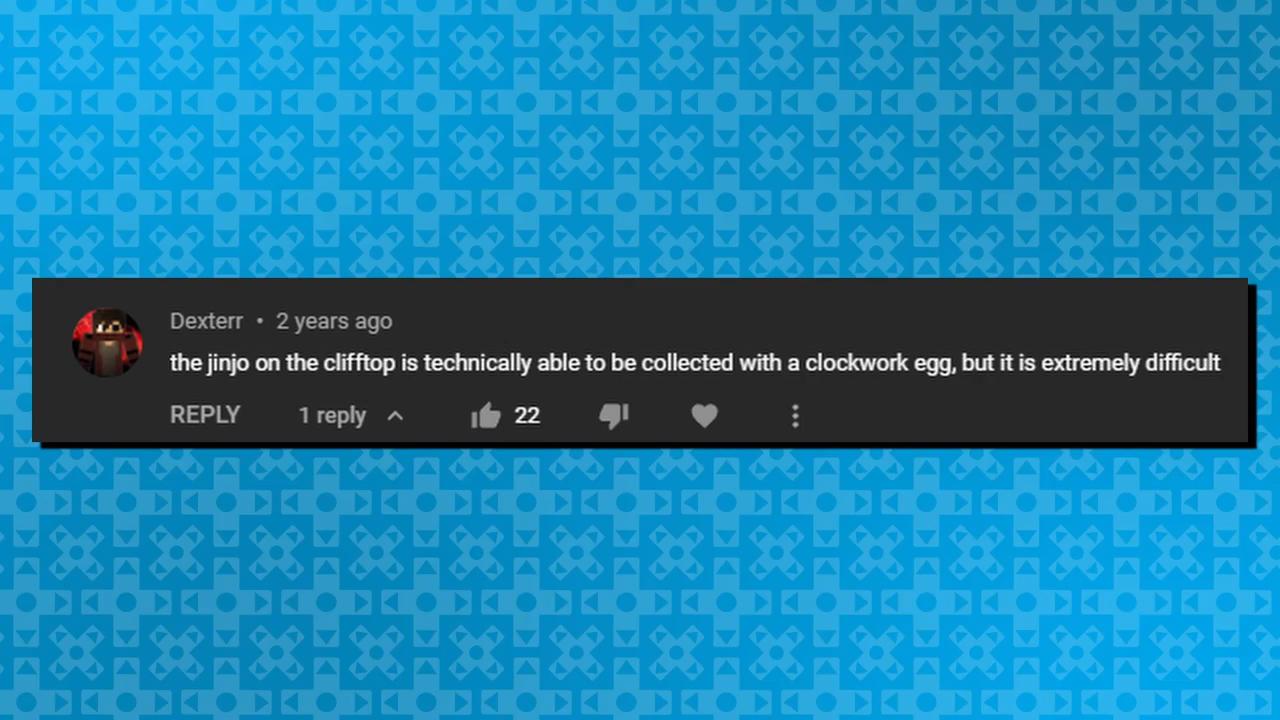 Dexterr • 2 years ago
the jinjo on the clifftop is technically able to be collected with a clockwork egg, but it is extremely difficult
REPLY 1 reply 22